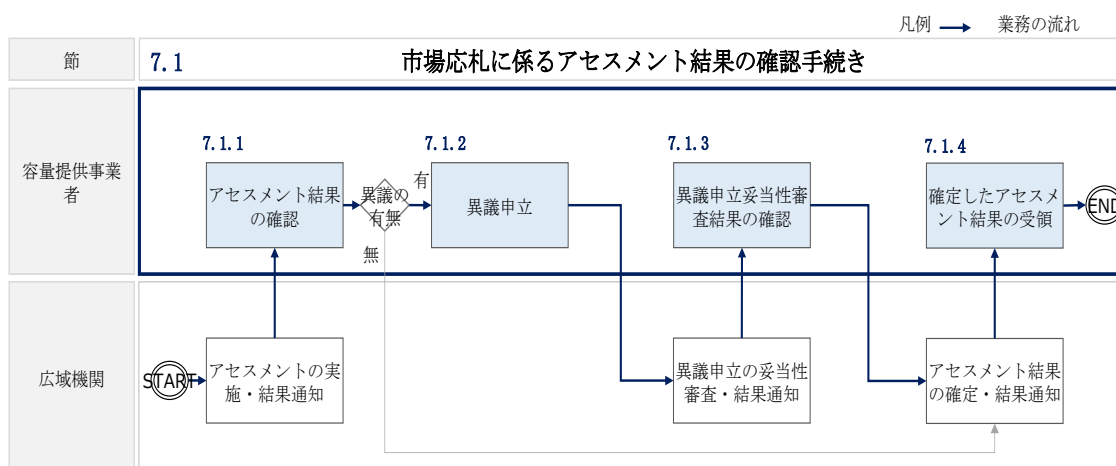 凡例 業務の流れ
節
7.1 市場応札に係るアセスメント結果の確認手続き
容量提供事業
者
7.1.1
アセスメント結果
の確認
異議の
有無
有
無
7.1.2
異議申立
7.1.3
異議申立妥当性審
査結果の確認
7.1.4
確定したアセスメ
ント結果の受領
END
広域機関
START
アセスメントの実
施・結果通知
異議申立の妥当性
審査・結果通知
アセスメント結果
の確定・結果通知